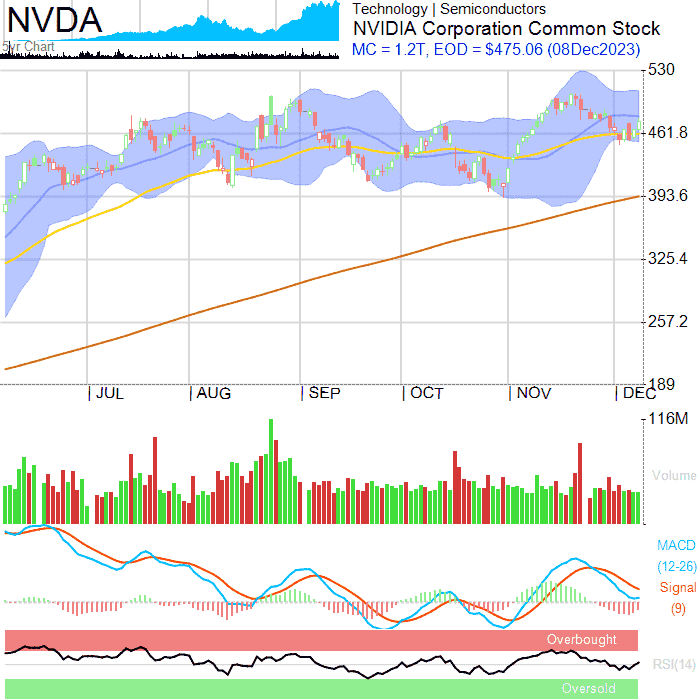 NVDA
5yr Chart
Technology | Semiconductors
NVIDIA Corporation Common Stock
MC = 1.2T, EOD = $475.06 (08Dec2023)
530
461.8
393.6
325.4
257.2
189
| JUL | AUG | SEP | OCT | NOV | DEC
116M
Volume
MACD
(12-26)
Signal
(9)
Overbought
RSI(14)
Oversold